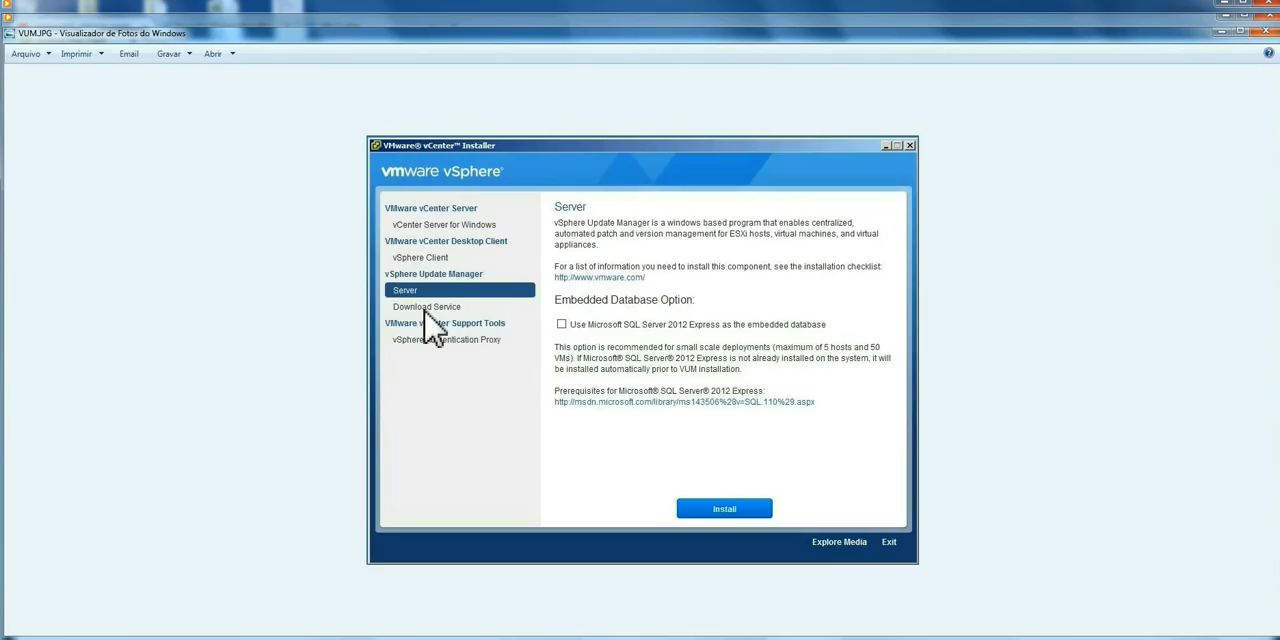 VUM.JPG - Visualizador de Fotos do Windows
Arquivo Imprimir Email Gravar Abrir
VMware® vCenter™ Installer
vmware vSphere®
VMware vCenter Server
vCenter Server for Windows
VMware vCenter Desktop Client
vSphere Client
vSphere Update Manager
Server
Download Service
VMware Support Tools
vSphere
Server
vSphere Update Manager is a windows based program that enables centralized,
automated patch and version management for ESXi hosts, virtual machines, and virtual
appliances.
For a list of information you need to install this component, see the installation checklist:
http://www.vmware.com/
Embedded Database Option:
Use Microsoft SQL Server 2012 Express as the embedded database
This option is recommended for small scale deployments (maximum of 5 hosts and 50
VMs). If Microsoft® SQL Server® 2012 Express is not already installed on the system, it will
be installed automatically prior to VUM installation.
Prerequisites for Microsoft® SQL Server® 2012 Express:
http://msdn.microsoft.com/library/ms143506%28v=SQL.110%29.aspx
Install
Explore Media Exit